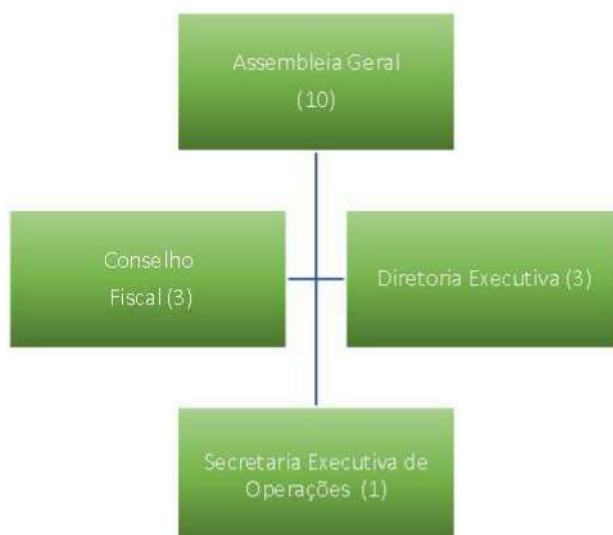 Assembleia Geral
(10)
Conselho
Fiscal (3)
Diretoria Executiva (3)
Secretaria Executiva de
Operações (1)